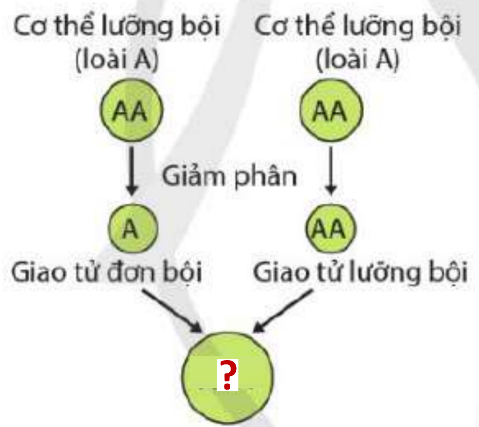 Cơ thể lưỡng bội Cơ thể lưỡng bội
(loài A) (loài A)
AA AA
Giảm phân
A AA
Giao tử đơn bội Giao tử lưỡng bội
?